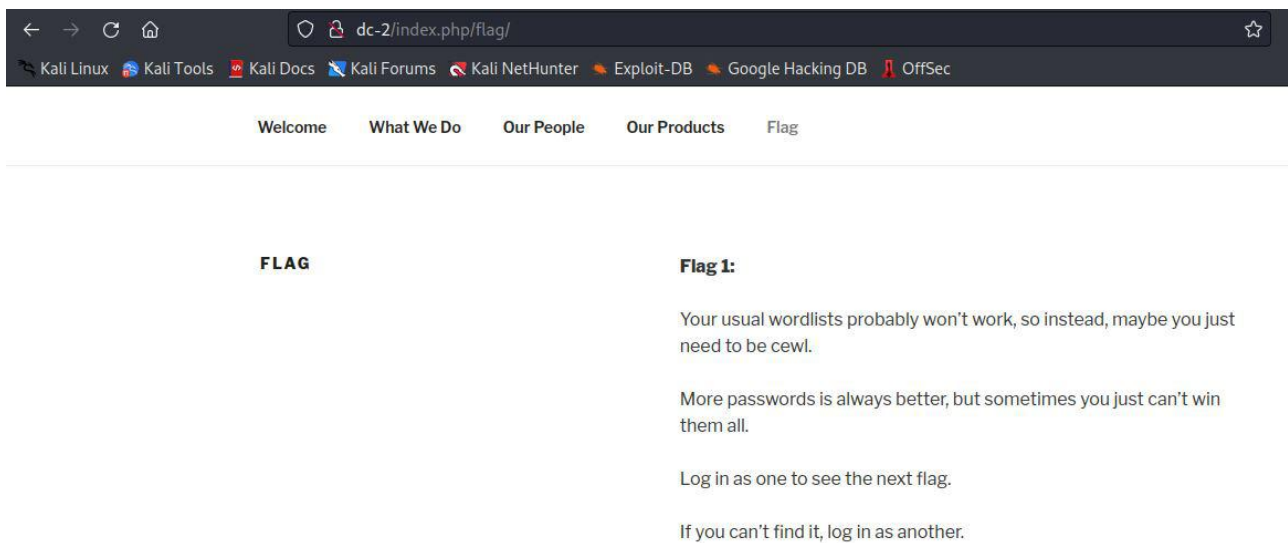 dc-2/index.php/flag/
Kali Linux Kali Tools Kali Docs Kali Forums Kali NetHunter Exploit-DB Google Hacking DB OffSec
Welcome What We Do Our People Our Products Flag
FLAG
Flag 1:
Your usual wordlists probably won’t work, so instead, maybe you just
need to be cewl.
More passwords is always better, but sometimes you just can’t win
them all.
Log in as one to see the next flag.
If you can’t find it, log in as another.